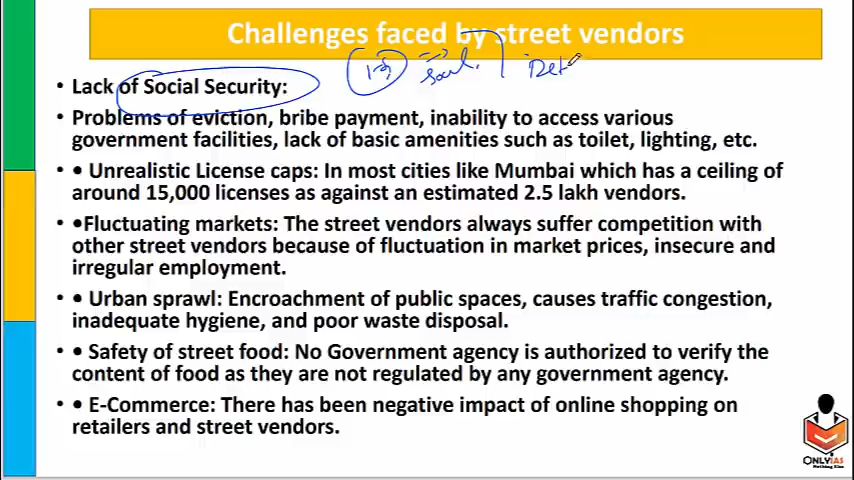 Challenges faced by street vendors
• Lack of Social Security:
• Problems of eviction, bribe payment, inability to access various
government facilities, lack of basic amenities such as toilet, lighting, etc.
• • Unrealistic License caps: In most cities like Mumbai which has a ceiling of
around 15,000 licenses as against an estimated 2.5 lakh vendors.
• •Fluctuating markets: The street vendors always suffer competition with
other street vendors because of fluctuation in market prices, insecure and
irregular employment.
• • Urban sprawl: Encroachment of public spaces, causes traffic congestion,
inadequate hygiene, and poor waste disposal.
• • Safety of street food: No Government agency is authorized to verify the
content of food as they are not regulated by any government agency.
• • E-Commerce: There has been negative impact of online shopping on
retailers and street vendors.
ONLYIAS
Nothing Else